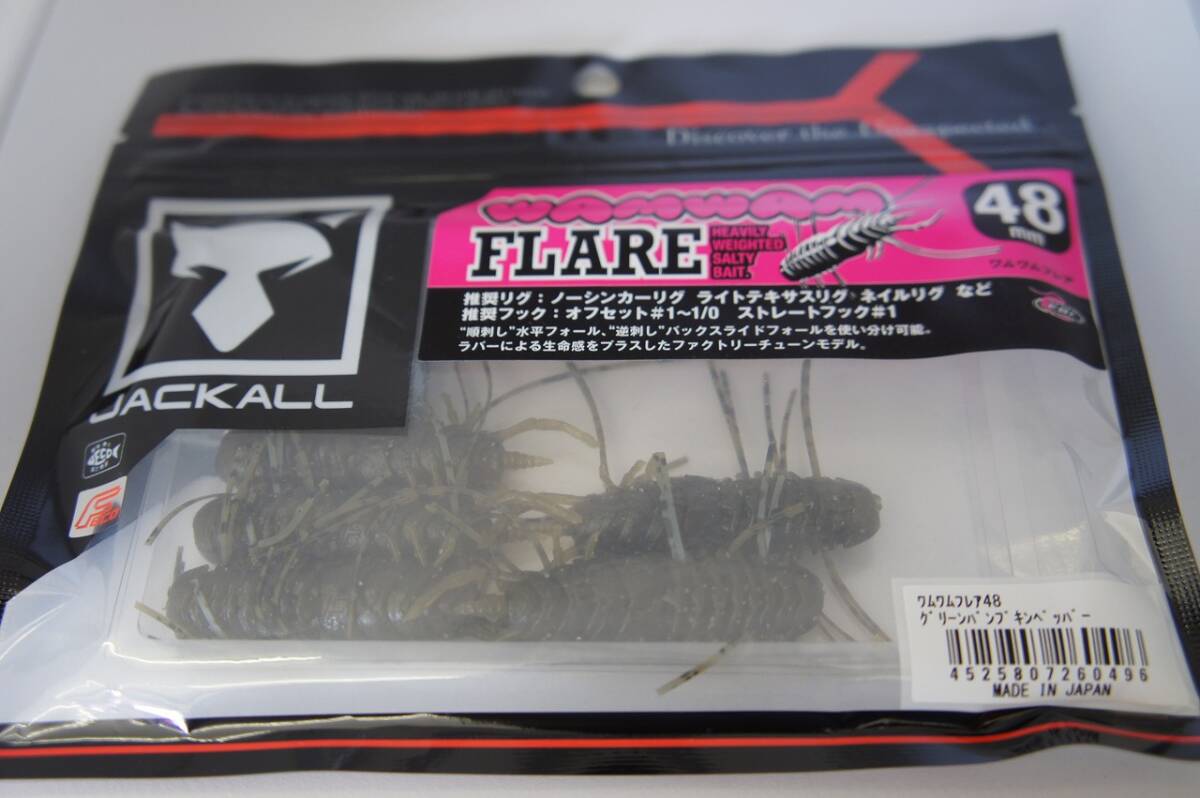 Discover the Unexpected
WAMWAM
48
mm
FLARE
HEAVILY
WEIGHTED
SALTY
BAIT.
ワムワムフレア
推奨リグ：ノーシンカーリグ ライトテキサスリグ ネイルリグ など
推奨フック：オフセット#1~1/0 ストレートフック#1
“順刺し”水平フォール、“逆刺し”バックスライドフォールを使い分け可能。
ラバーによる生命感をプラスしたファクトリーチューンモデル。
JACKALL
ECO
ﾜﾑﾜﾑﾌﾚｱ48
ｸﾞﾘｰﾝﾊﾟﾝﾌﾟｷﾝﾍﾟｯﾊﾟｰ
4525807260496
MADE IN JAPAN